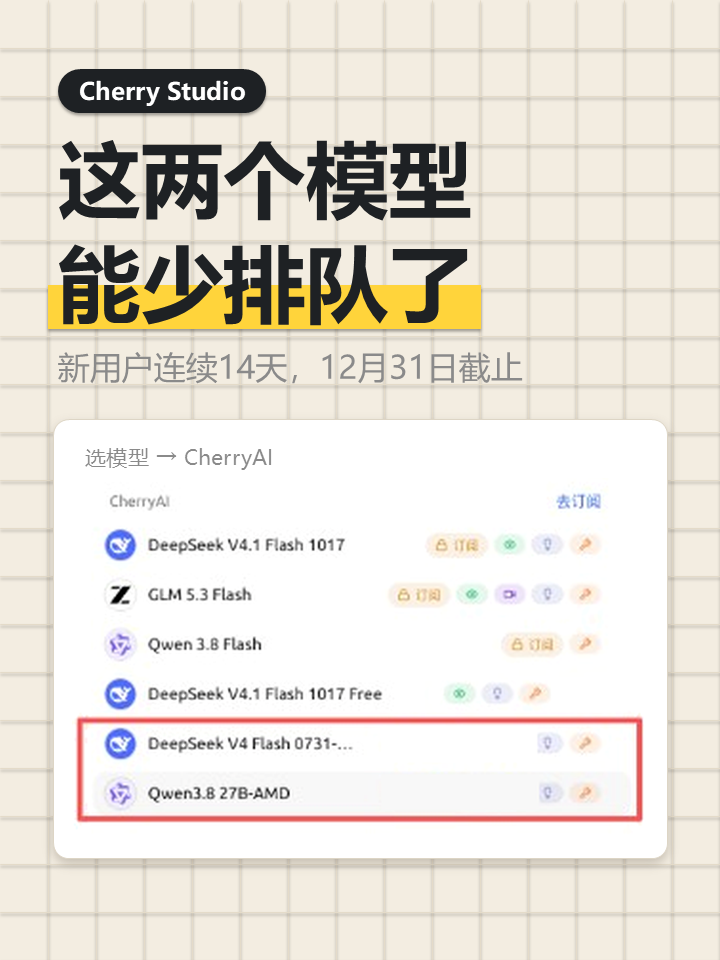 Cherry Studio
这两个模型
能少排队了
新用户连续14天，12月31日截止
选模型 → CherryAI
CherryAI 去订阅
DeepSeek V4.1 Flash 1017 订阅
GLM 5.3 Flash 订阅
Qwen 3.8 Flash 订阅
DeepSeek V4.1 Flash 1017 Free
DeepSeek V4 Flash 0731-...
Qwen3.8 27B-AMD